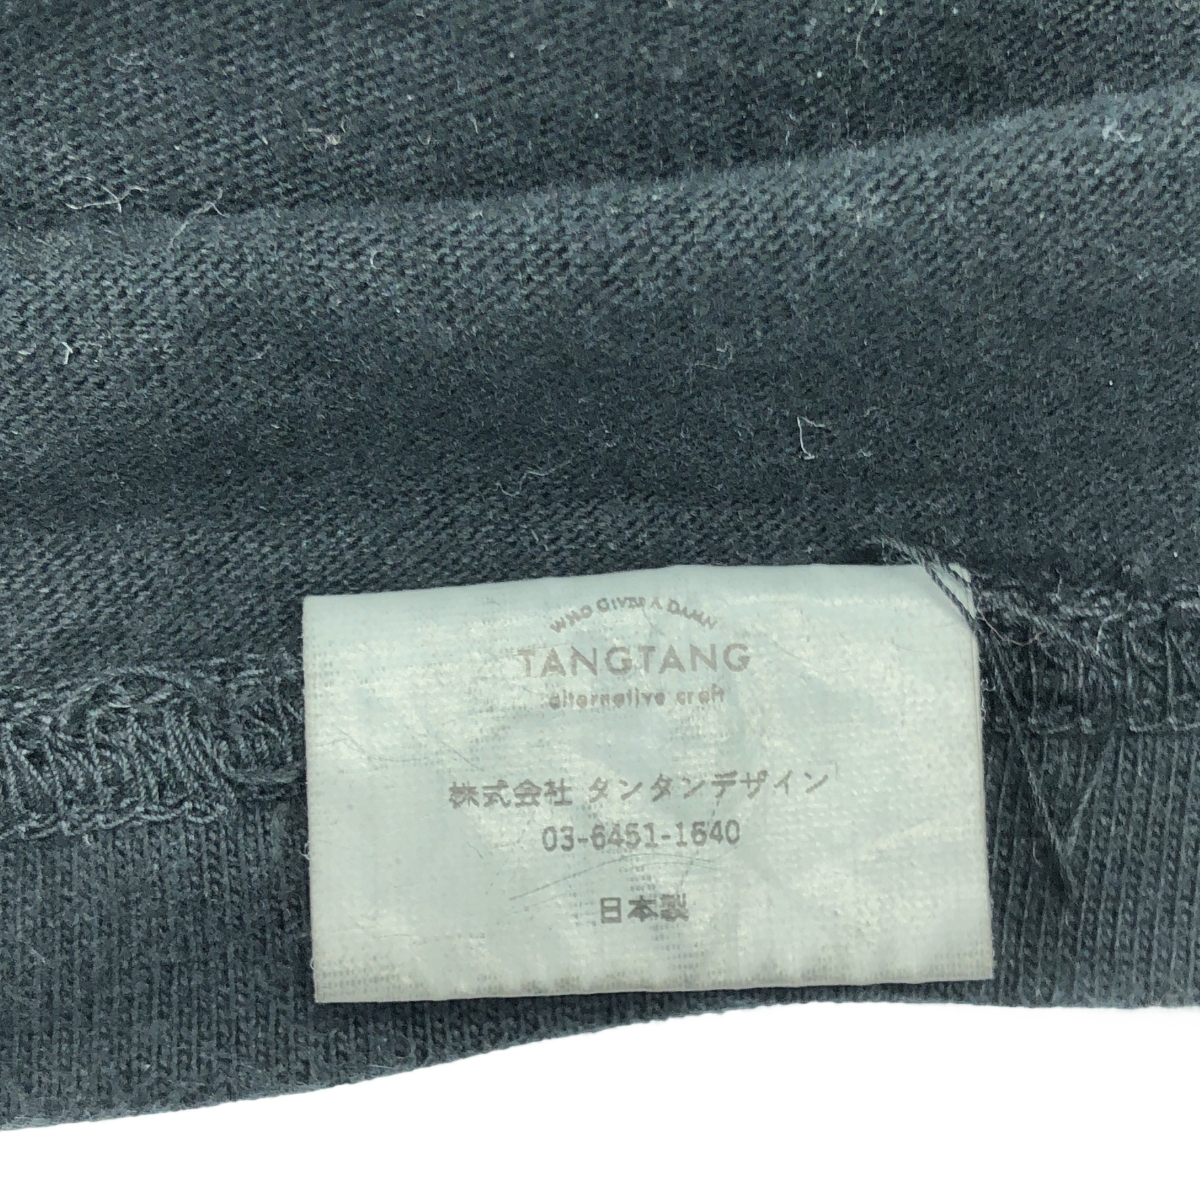 WHO GIVES A DAMN
TANGTANG
alternative craft
株式会社 タンタンデザイン
03-6451-1640
日本製